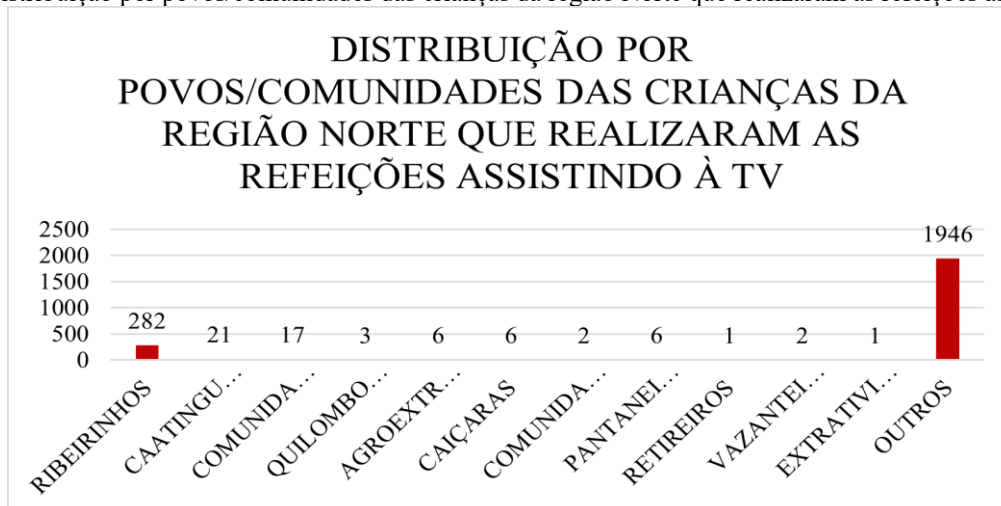 DISTRIBUIÇÃO POR
POVOS/COMUNIDADES DAS CRIANÇAS DA
REGIÃO NORTE QUE REALIZARAM AS
REFEIÇÕES ASSISTINDO À TV
2500
2000
1500
1000
500
0
282
21
17
3
6
6
2
6
1
2
1
1946
RIBEIRINHOS
CAATINGU...
COMUNIDA...
QUILOMBO...
AGROEXTR...
CAIÇARAS
COMUNIDA...
PANTANEI...
RETIREIROS
VAZANTEI...
EXTRATIVI...
OUTROS